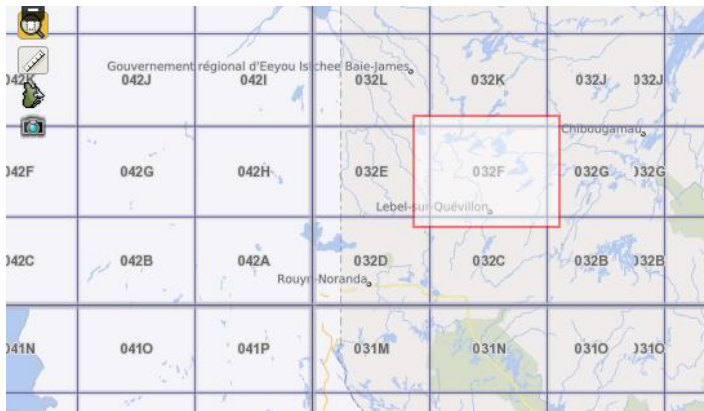 Gouvernement régional d'Eeyou Istchee Baie-James
042K 042J 042I 032L 032K 032J 032J
Chibougamau
042F 042G 042H 032E 032F 032G 032G
Lebel-sur-Quévillon
042C 042B 042A 032D 032C 032B 032B
Rouyn-Noranda
041N 041O 041P 031M 031N 031O 031O